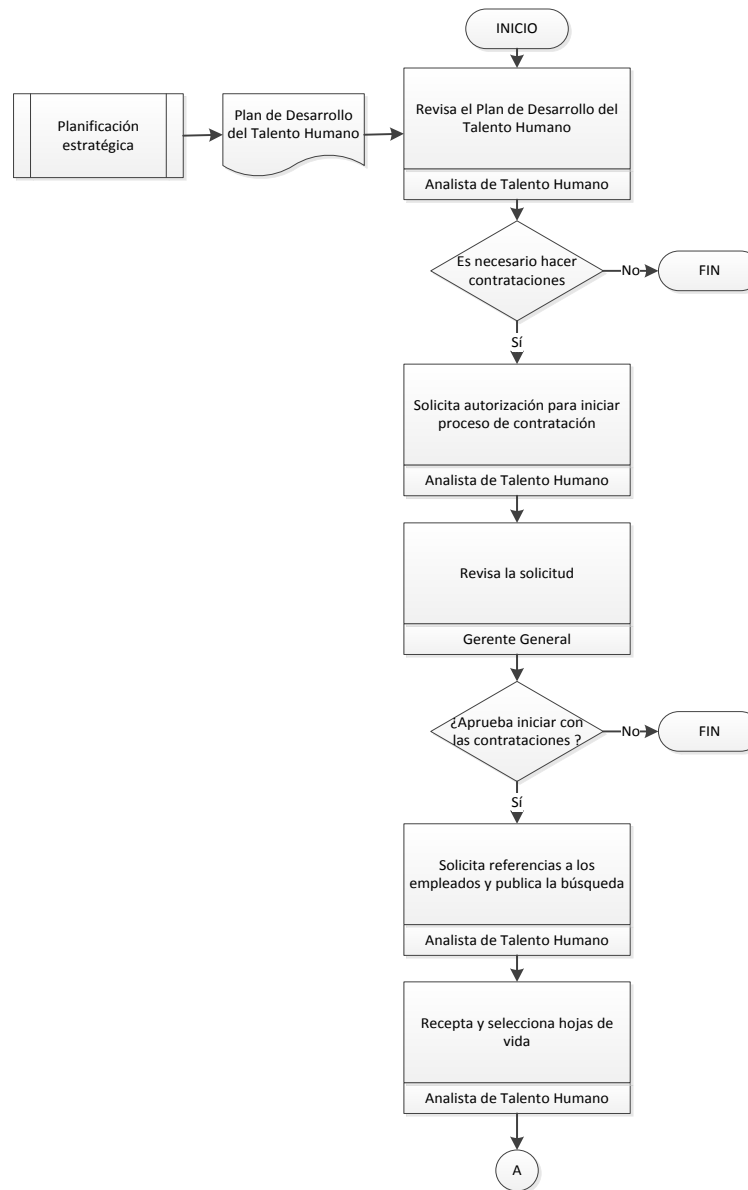 INICIO
Planificación
estratégica
Plan de Desarrollo
del Talento Humano
Revisa el Plan de Desarrollo del
Talento Humano
Analista de Talento Humano
Es necesario hacer
contrataciones
No
FIN
Sí
Solicita autorización para iniciar
proceso de contratación
Analista de Talento Humano
Revisa la solicitud
Gerente General
¿Aprueba iniciar con
las contrataciones ?
No
FIN
Sí
Solicita referencias a los
empleados y publica la búsqueda
Analista de Talento Humano
Recepta y selecciona hojas de
vida
Analista de Talento Humano
A